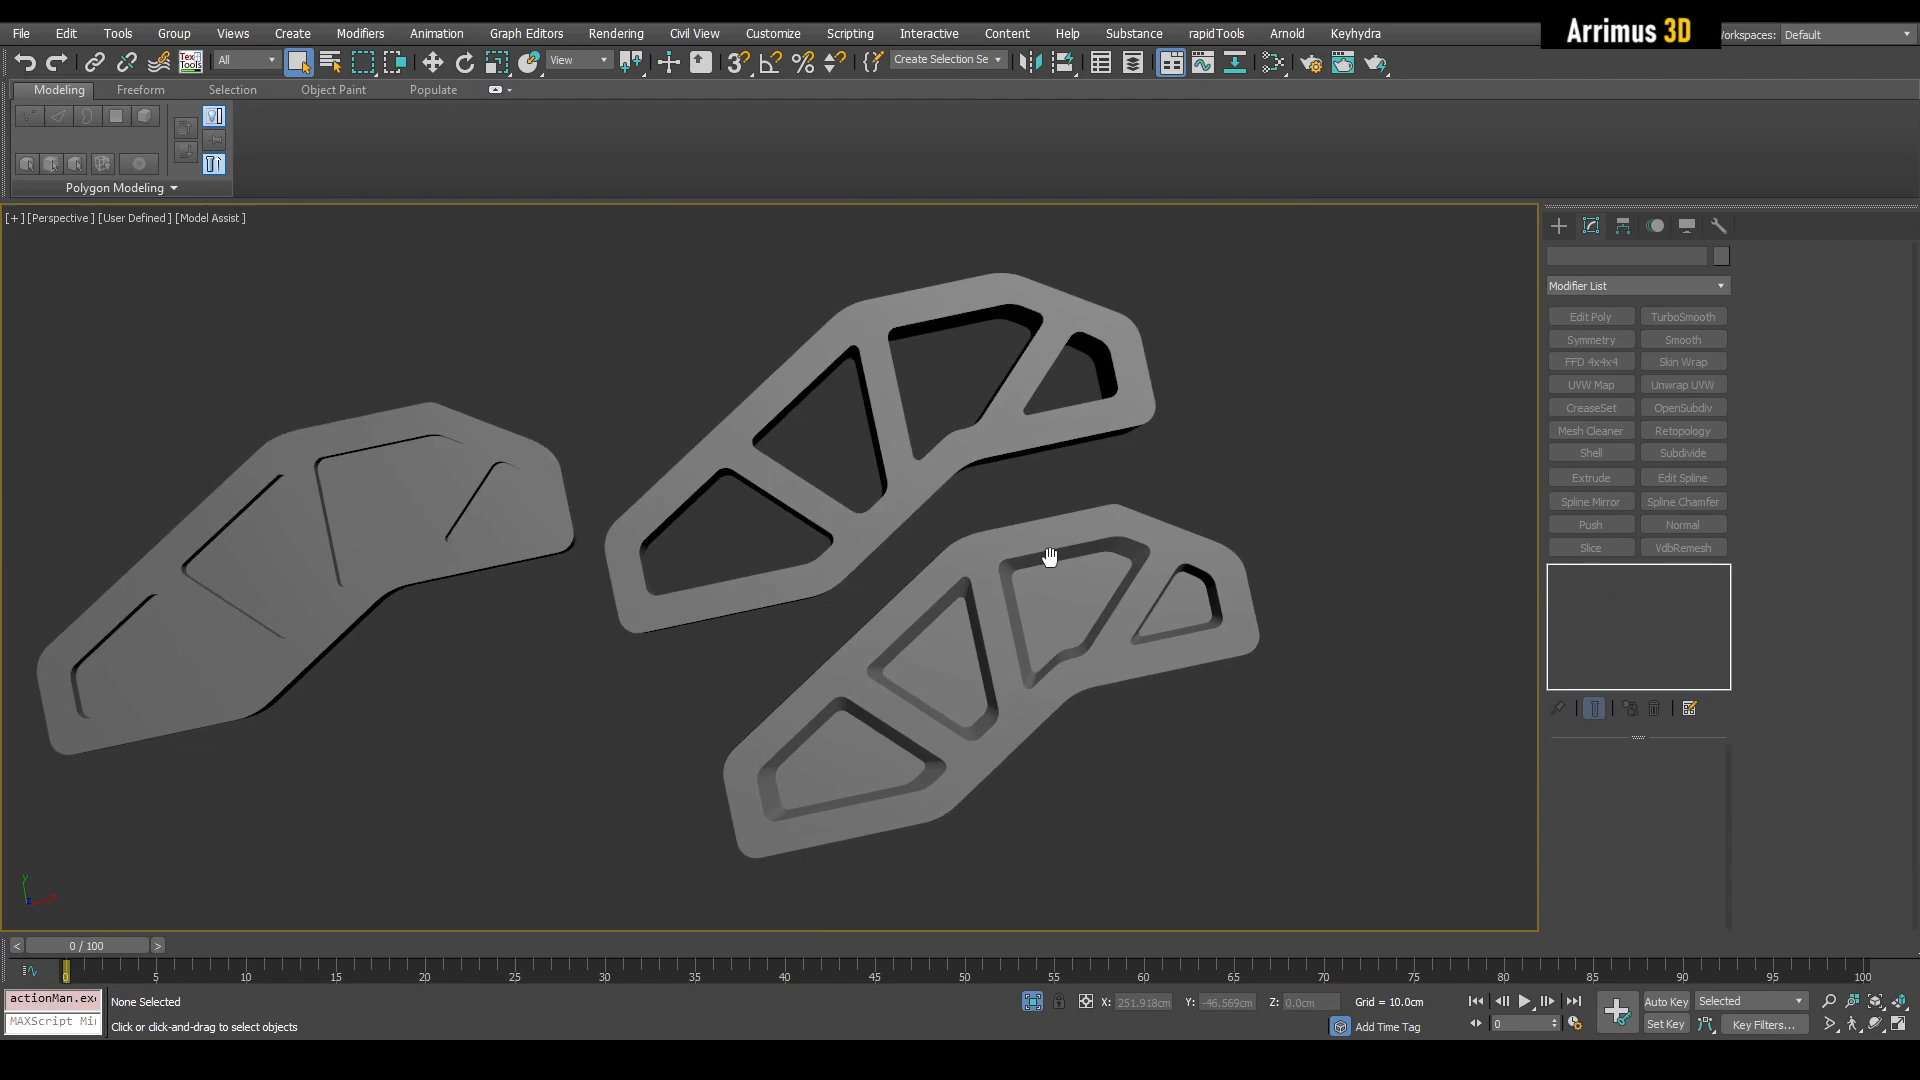 Arrimus 3D
File Edit Tools Group Views Create Modifiers Animation Graph Editors Rendering Civil View Customize Scripting Interactive Content Help Substance rapidTools Arnold Keyhydra
orkspaces: Default
TexTools All View Create Selection Se
Modeling Freeform Selection Object Paint Populate
Polygon Modeling
[+] [Perspective] [User Defined] [Model Assist]
Modifier List
Edit Poly TurboSmooth
Symmetry Smooth
FFD 4x4x4 Skin Wrap
UVW Map Unwrap UVW
CreaseSet OpenSubdiv
Mesh Cleaner Retopology
Shell Subdivide
Extrude Edit Spline
Spline Mirror Spline Chamfer
Push Normal
Slice VdbRemesh
y
< 0 / 100 >
0 5 10 15 20 25 30 35 40 45 50 55 60 65 70 75 80 85 90 95 100
actionMan.exe None Selected X: 251.918cm Y: -46.569cm Z: 0.0cm Grid = 10.0cm Auto Key Selected
MAXScript Mi Click or click-and-drag to select objects Add Time Tag 0 Set Key Key Filters...